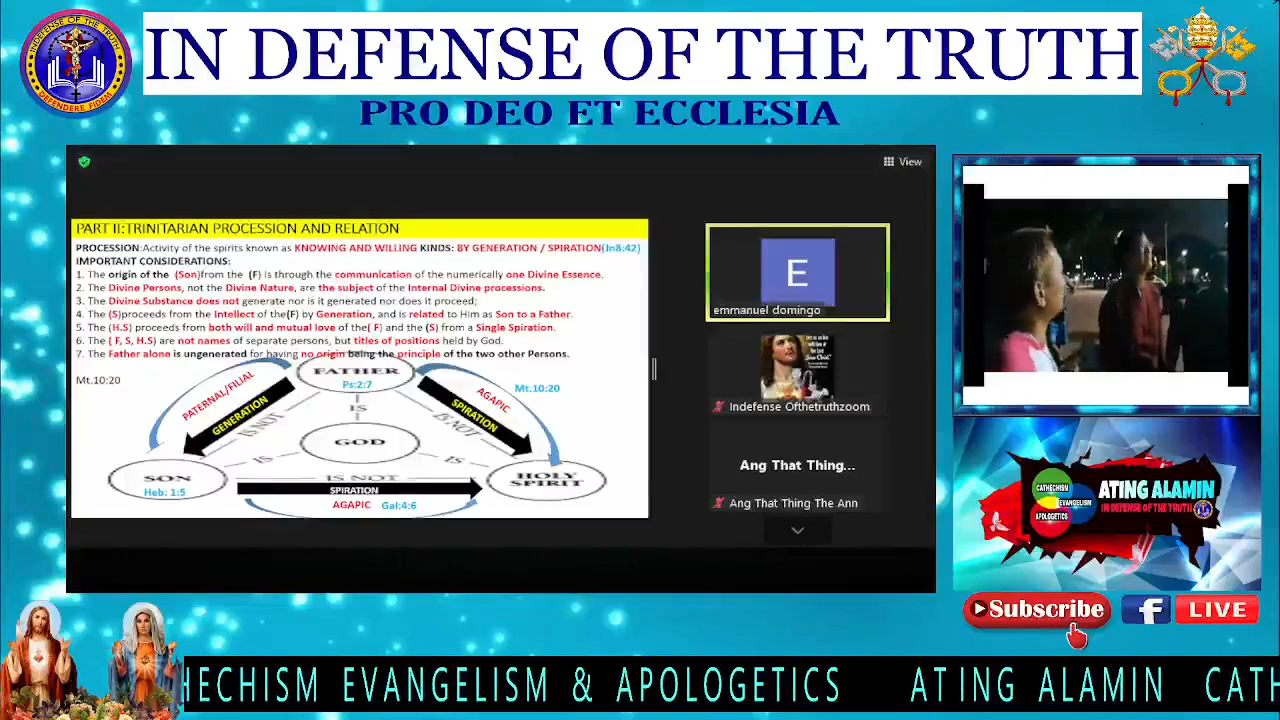 INDEFENSE OF THE TRUTH
DEFENDERE FIDEM
IN DEFENSE OF THE TRUTH
PRO DEO ET ECCLESIA
View
PART II:TRINITARIAN PROCESSION AND RELATION
PROCESSION:Activity of the spirits known as KNOWING AND WILLING KINDS: BY GENERATION / SPIRATION(Jn8:42)
IMPORTANT CONSIDERATIONS:
1. The origin of the (Son)from the (F) is through the communication of the numerically one Divine Essence.
2. The Divine Persons, not the Divine Nature, are the subject of the Internal Divine processions.
3. The Divine Substance does not generate nor is it generated nor does it proceed;
4. The (S)proceeds from the Intellect of the(F) by Generation, and is related to Him as Son to a Father.
5. The (H.S) proceeds from both will and mutual love of the( F) and the (S) from a Single Spiration.
6. The ( F, S, H.S) are not names of separate persons, but titles of positions held by God.
7. The Father alone is ungenerated for having no origin being the principle of the two other Persons.
Mt.10:20
FATHER
Ps:2:7
PATERNAL/FILIAL
GENERATION
IS NOT
IS
AGAPIC
SPIRATION
IS NOT
Mt.10:20
GOD
IS
IS
SON
Heb: 1:5
HOLY
SPIRIT
IS NOT
SPIRATION
AGAPIC Gal:4:6
E
emmanuel domingo
Indefense Ofthetruthzoom
Ang That Thing...
Ang That Thing The Ann
CATHECHISM
EVANGELISM
APOLOGETICS
ATING ALAMIN
IN DEFENSE OF THE TRUTH
Subscribe
f
LIVE
HECHISM EVANGELISM & APOLOGETICS ATING ALAMIN CATH